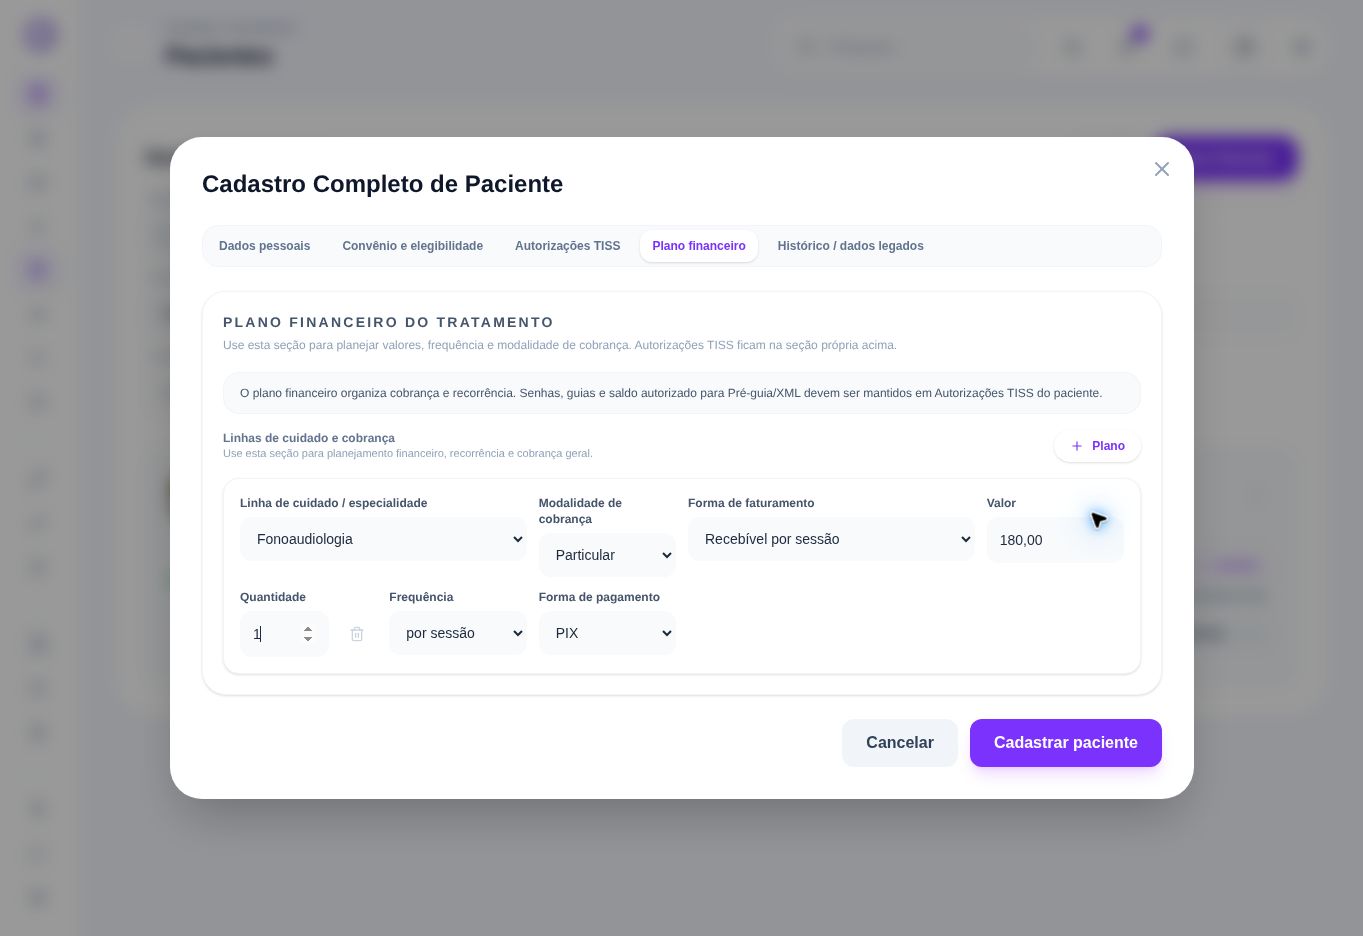 Cadastro Completo de Paciente
Dados pessoais
Convênio e elegibilidade
Autorizações TISS
Plano financeiro
Histórico / dados legados
PLANO FINANCEIRO DO TRATAMENTO
Use esta seção para planejar valores, frequência e modalidade de cobrança. Autorizações TISS ficam na seção própria acima.
O plano financeiro organiza cobrança e recorrência. Senhas, guias e saldo autorizado para Pré-guia/XML devem ser mantidos em Autorizações TISS do paciente.
Linhas de cuidado e cobrança
Use esta seção para planejamento financeiro, recorrência e cobrança geral.
Plano
Linha de cuidado / especialidade
Fonoaudiologia
Modalidade de
cobrança
Particular
Forma de faturamento
Recebível por sessão
Valor
180,00
Quantidade
1
Frequência
por sessão
Forma de pagamento
PIX
Cancelar
Cadastrar paciente